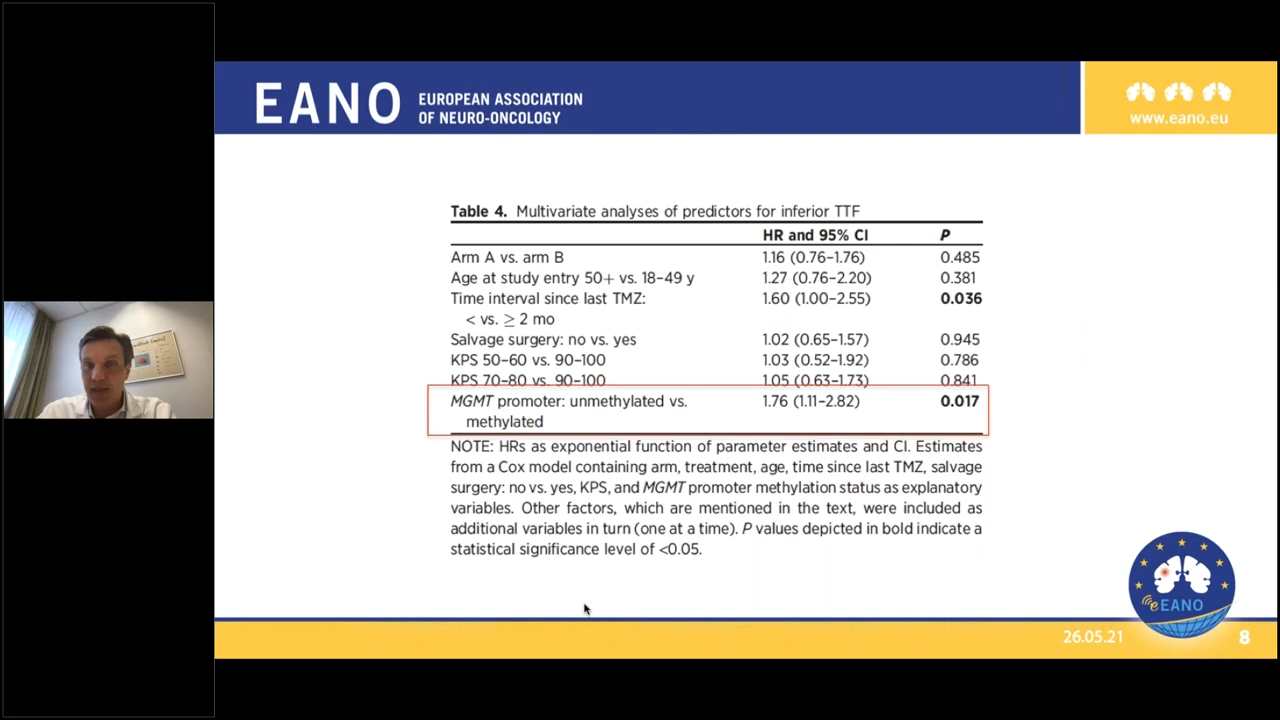 EANO
EUROPEAN ASSOCIATION
OF NEURO-ONCOLOGY
www.eano.eu
Table 4. Multivariate analyses of predictors for inferior TTF
HR and 95% CI P
Arm A vs. arm B 1.16 (0.76–1.76) 0.485
Age at study entry 50+ vs. 18–49 y 1.27 (0.76–2.20) 0.381
Time interval since last TMZ: 1.60 (1.00–2.55) 0.036
< vs. ≥ 2 mo
Salvage surgery: no vs. yes 1.02 (0.65–1.57) 0.945
KPS 50–60 vs. 90–100 1.03 (0.52–1.92) 0.786
KPS 70–80 vs. 90–100 1.05 (0.63–1.73) 0.841
MGMT promoter: unmethylated vs. 1.76 (1.11–2.82) 0.017
methylated
NOTE: HRs as exponential function of parameter estimates and CI. Estimates
from a Cox model containing arm, treatment, age, time since last TMZ, salvage
surgery: no vs. yes, KPS, and MGMT promoter methylation status as explanatory
variables. Other factors, which are mentioned in the text, were included as
additional variables in turn (one at a time). P values depicted in bold indicate a
statistical significance level of <0.05.
eEANO
26.05.21 8